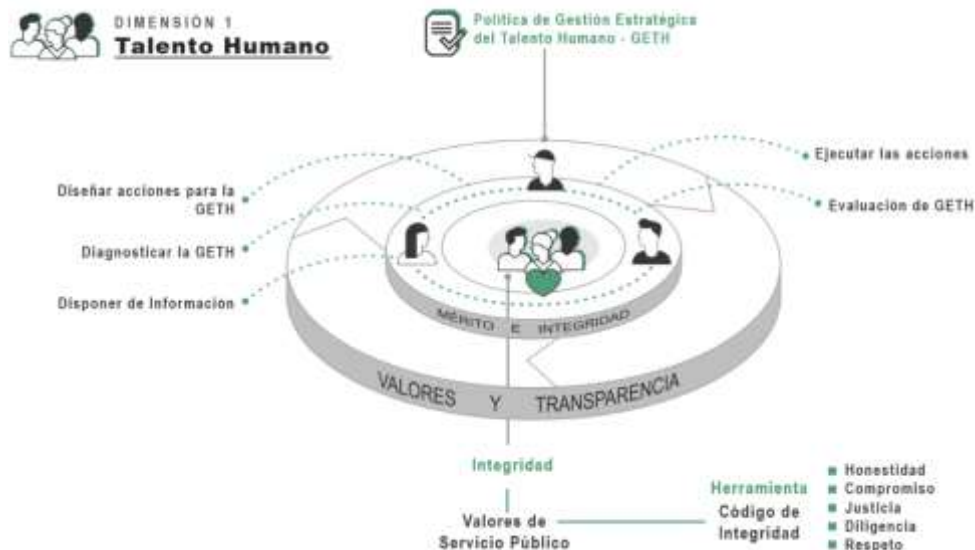 DIMENSIÓN 1
Talento Humano
Política de Gestión Estratégica
del Talento Humano - GETH
Ejecutar las acciones
Diseñar acciones para la
GETH
Evaluación de GETH
Diagnosticar la GETH
Disponer de Información
MÉRITO E INTEGRIDAD
VALORES Y TRANSPARENCIA
Integridad
Valores de
Servicio Público
Herramienta
Código de
Integridad
Honestidad
Compromiso
Justicia
Diligencia
Respeto